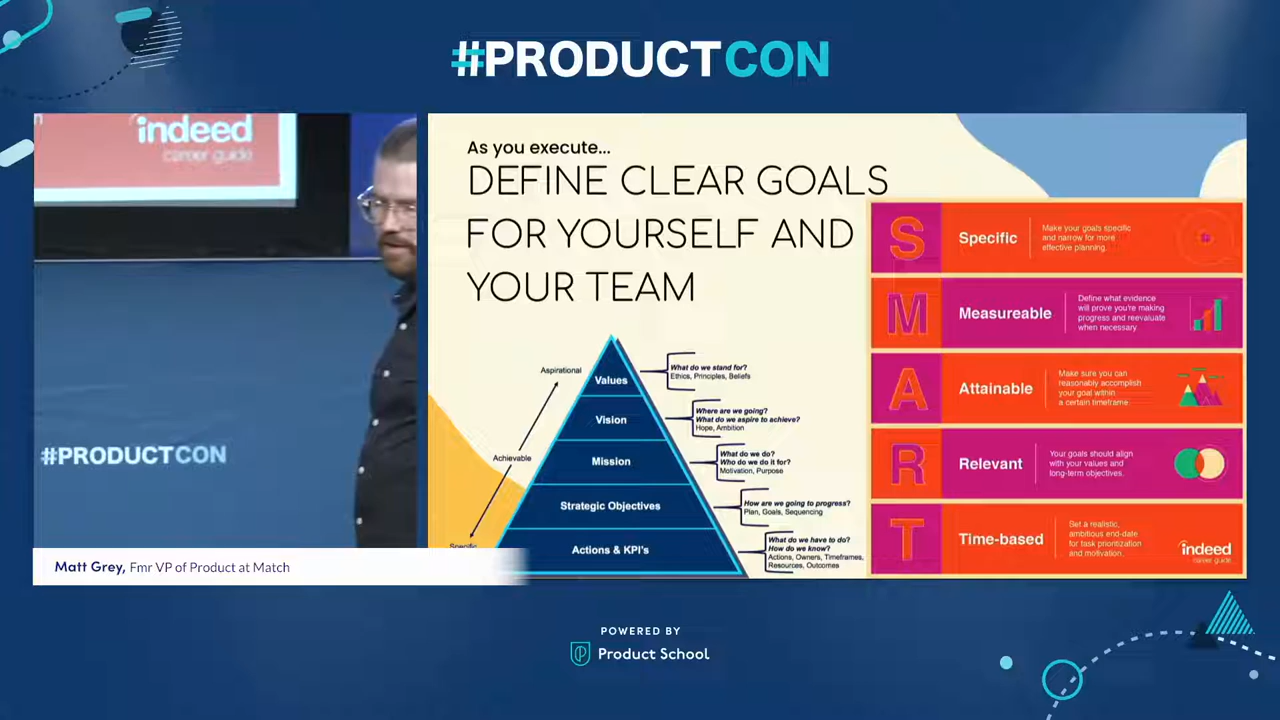 #PRODUCTCON
indeed
career guide
#PRODUCTCON
Matt Grey, Fmr VP of Product at Match
As you execute...
DEFINE CLEAR GOALS
FOR YOURSELF AND
YOUR TEAM
Aspirational
Achievable
Specific
Values
Vision
Mission
Strategic Objectives
Actions & KPI's
What do we stand for?
Ethics, Principles, Beliefs
Where are we going?
What do we aspire to achieve?
Hope, Ambition
What do we do?
Who do we do it for?
Motivation, Purpose
How are we going to progress?
Plan, Goals, Sequencing
What do we have to do?
How do we know?
Actions, Owners, Timeframes,
Resources, Outcomes
S
Specific
Make your goals specific
and narrow for more
effective planning.
M
Measureable
Define what evidence
will prove you're making
progress and reevaluate
when necessary
A
Attainable
Make sure you can
reasonably accomplish
your goal within
a certain timeframe.
R
Relevant
Your goals should align
with your values and
long-term objectives.
T
Time-based
Set a realistic,
ambitious end-date
for task prioritization
and motivation.
indeed
career guide
POWERED BY
Product School